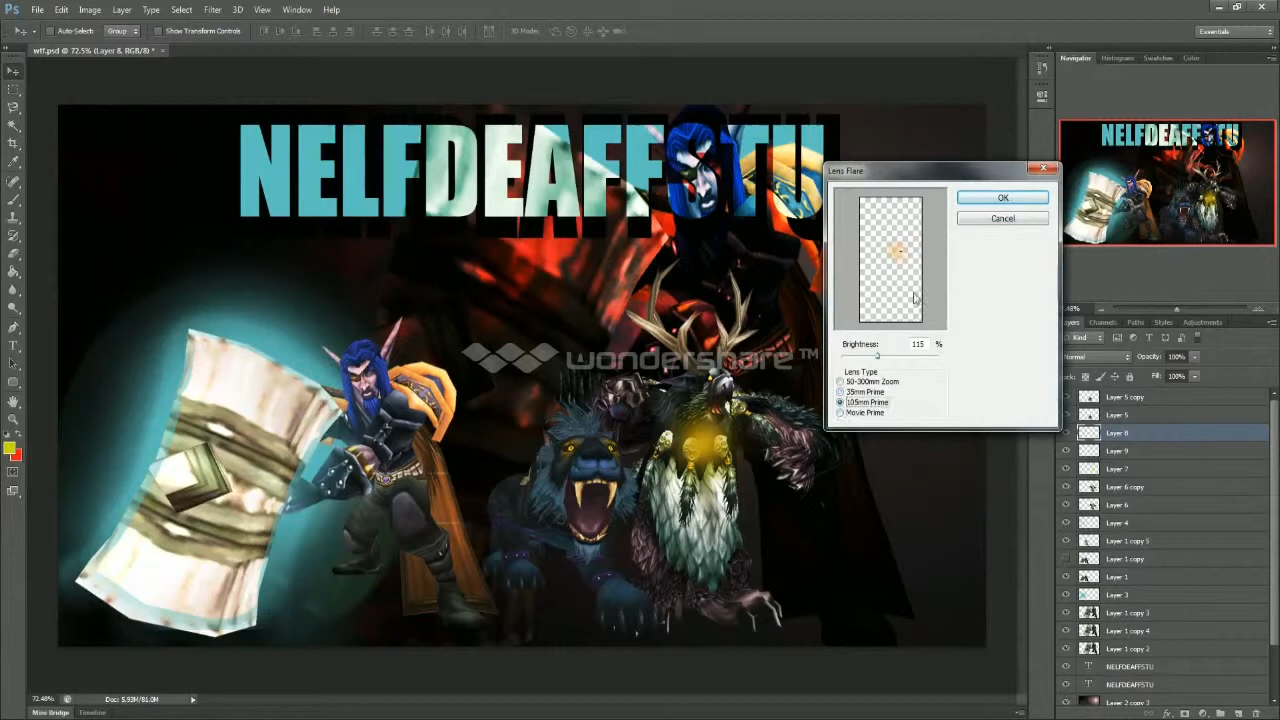 Ps File Edit Image Layer Type Select Filter 3D View Window Help
Auto-Select: Group Show Transform Controls 3D Mode: Essentials
wtf.psd @ 72.5% (Layer 8, RGB/8) * ×
Navigator Histogram Swatches Color
NELFDEAFFSTU
NELFDEAFFSTU
Lens Flare
OK
Cancel
Brightness: 115 %
Lens Type
50-300mm Zoom
35mm Prime
105mm Prime
Movie Prime
wondershare™
Channels Paths Styles Adjustments
Kind
Normal Opacity: 100%
Fill: 100%
Layer 5 copy
Layer 5
Layer 8
Layer 9
Layer 7
Layer 6 copy
Layer 6
Layer 4
Layer 1 copy 5
Layer 1 copy
Layer 1
Layer 3
Layer 1 copy 3
Layer 1 copy 4
Layer 1 copy 2
T NELFDEAFFSTU
T NELFDEAFFSTU
Layer 2 copy 3
72.48% Doc: 5.93M/81.0M
Mini Bridge Timeline